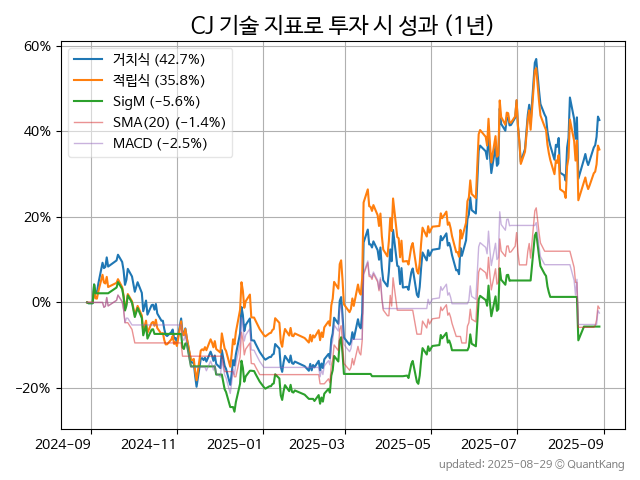 CJ 기술 지표로 투자 시 성과 (1년)
60%
40%
20%
0%
−20%
거치식 (42.7%)
적립식 (35.8%)
SigM (−5.6%)
SMA(20) (−1.4%)
MACD (−2.5%)
2024-09
2024-11
2025-01
2025-03
2025-05
2025-07
2025-09
updated: 2025-08-29 © QuantKang